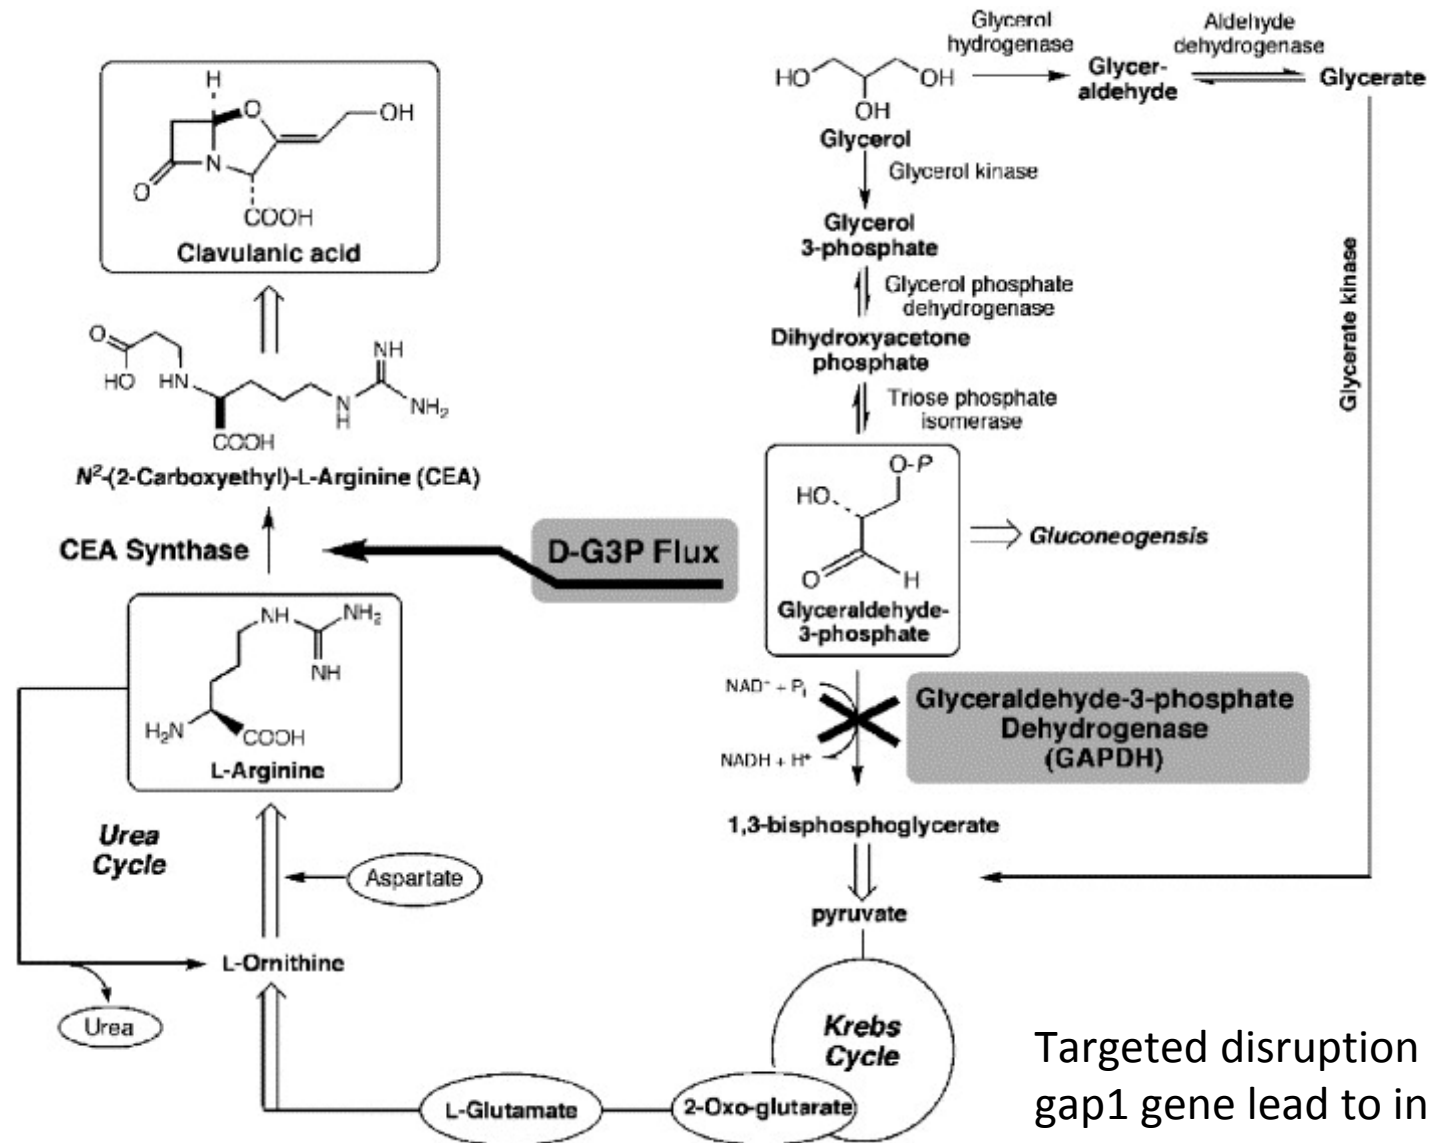 H
O
OH
N
O
COOH
Clavulanic acid
O
HO
HN
NH
N
H
NH2
COOH
N2-(2-Carboxyethyl)-L-Arginine (CEA)
CEA Synthase
D-G3P Flux
NH
NH2
NH
H2N
COOH
L-Arginine
Urea
Cycle
Aspartate
L-Ornithine
Urea
L-Glutamate
2-Oxo-glutarate
Krebs
Cycle
Glycerol
hydrogenase
Aldehyde
dehydrogenase
HO
OH
OH
Glycerol
Glycer-
aldehyde
Glycerate
Glycerol kinase
Glycerol
3-phosphate
Glycerol phosphate
dehydrogenase
Dihydroxyacetone
phosphate
Triose phosphate
isomerase
Glycerate kinase
O-P
HO
O
H
Glyceraldehyde-
3-phosphate
Gluconeogensis
NAD+ + Pi
NADH + H+
Glyceraldehyde-3-phosphate
Dehydrogenase
(GAPDH)
1,3-bisphosphoglycerate
pyruvate
Targeted disruption
gap1 gene lead to in